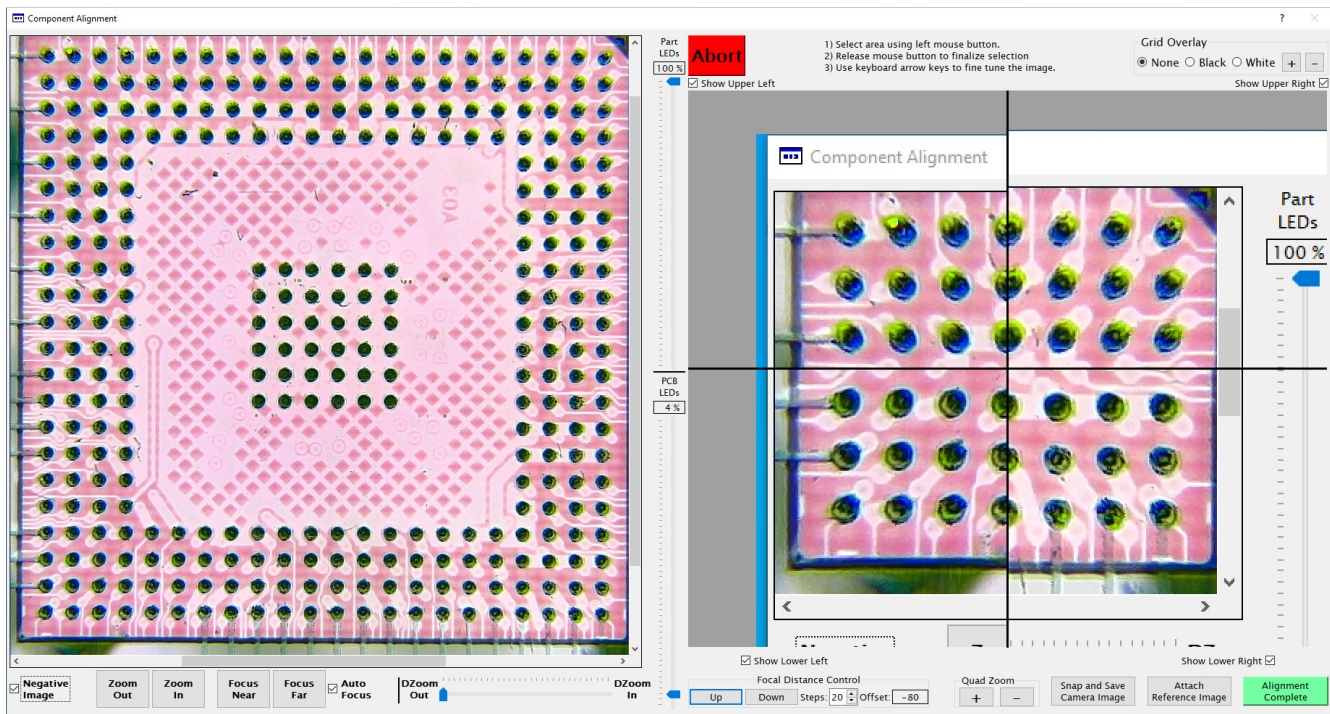 Component Alignment
?
Part
LEDs
100 %
Abort
1) Select area using left mouse button.
2) Release mouse button to finalize selection
3) Use keyboard arrow keys to fine tune the image.
Grid Overlay
None Black White + -
Show Upper Left
Show Upper Right
Component Alignment
Part
LEDs
100 %
80A
PCB
LEDs
4 %
Show Lower Left
Show Lower Right
Negative
Image
Zoom
Out
Zoom
In
Focus
Near
Focus
Far
Auto
Focus
DZoom
Out
DZoom
In
Focal Distance Control
Up Down Steps: 20 Offset: -80
Quad Zoom
+ -
Snap and Save
Camera Image
Attach
Reference Image
Alignment
Complete